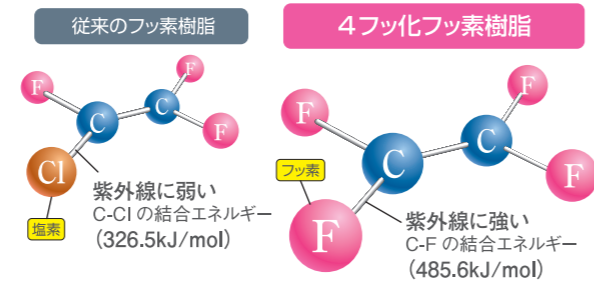 従来のフッ素樹脂
F
F
C
C
F
Cl
塩素
紫外線に弱い
C-Clの結合エネルギー
(326.5kJ/mol)
4フッ化フッ素樹脂
F
F
C
C
F
フッ素
F
紫外線に強い
C-Fの結合エネルギー
(485.6kJ/mol)